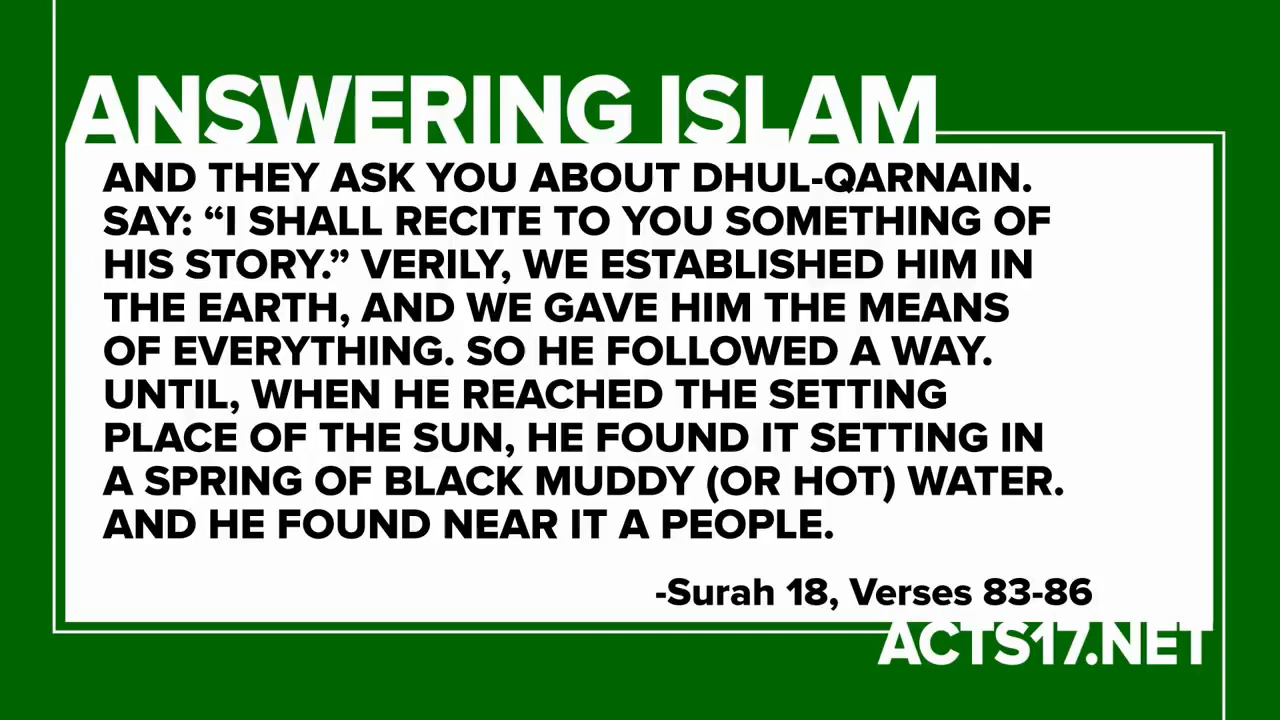 ANSWERING ISLAM
AND THEY ASK YOU ABOUT DHUL-QARNAIN.
SAY: “I SHALL RECITE TO YOU SOMETHING OF
HIS STORY.” VERILY, WE ESTABLISHED HIM IN
THE EARTH, AND WE GAVE HIM THE MEANS
OF EVERYTHING. SO HE FOLLOWED A WAY.
UNTIL, WHEN HE REACHED THE SETTING
PLACE OF THE SUN, HE FOUND IT SETTING IN
A SPRING OF BLACK MUDDY (OR HOT) WATER.
AND HE FOUND NEAR IT A PEOPLE.
-Surah 18, Verses 83-86
ACTS17.NET